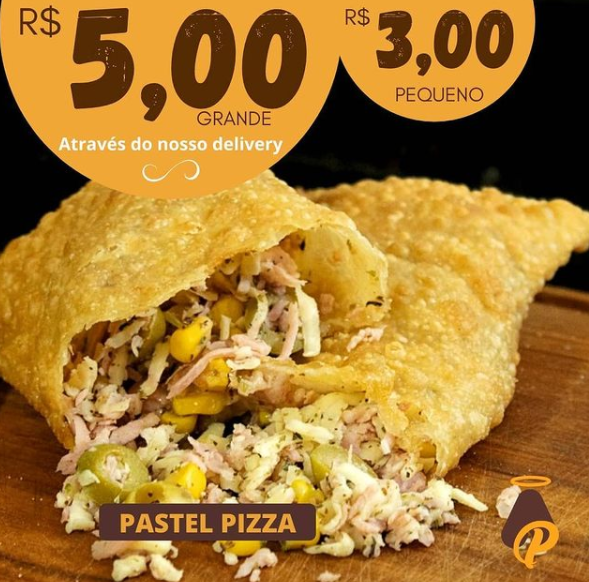 R$ 5,00
GRANDE
Através do nosso delivery
R$ 3,00
PEQUENO
PASTEL PIZZA
P